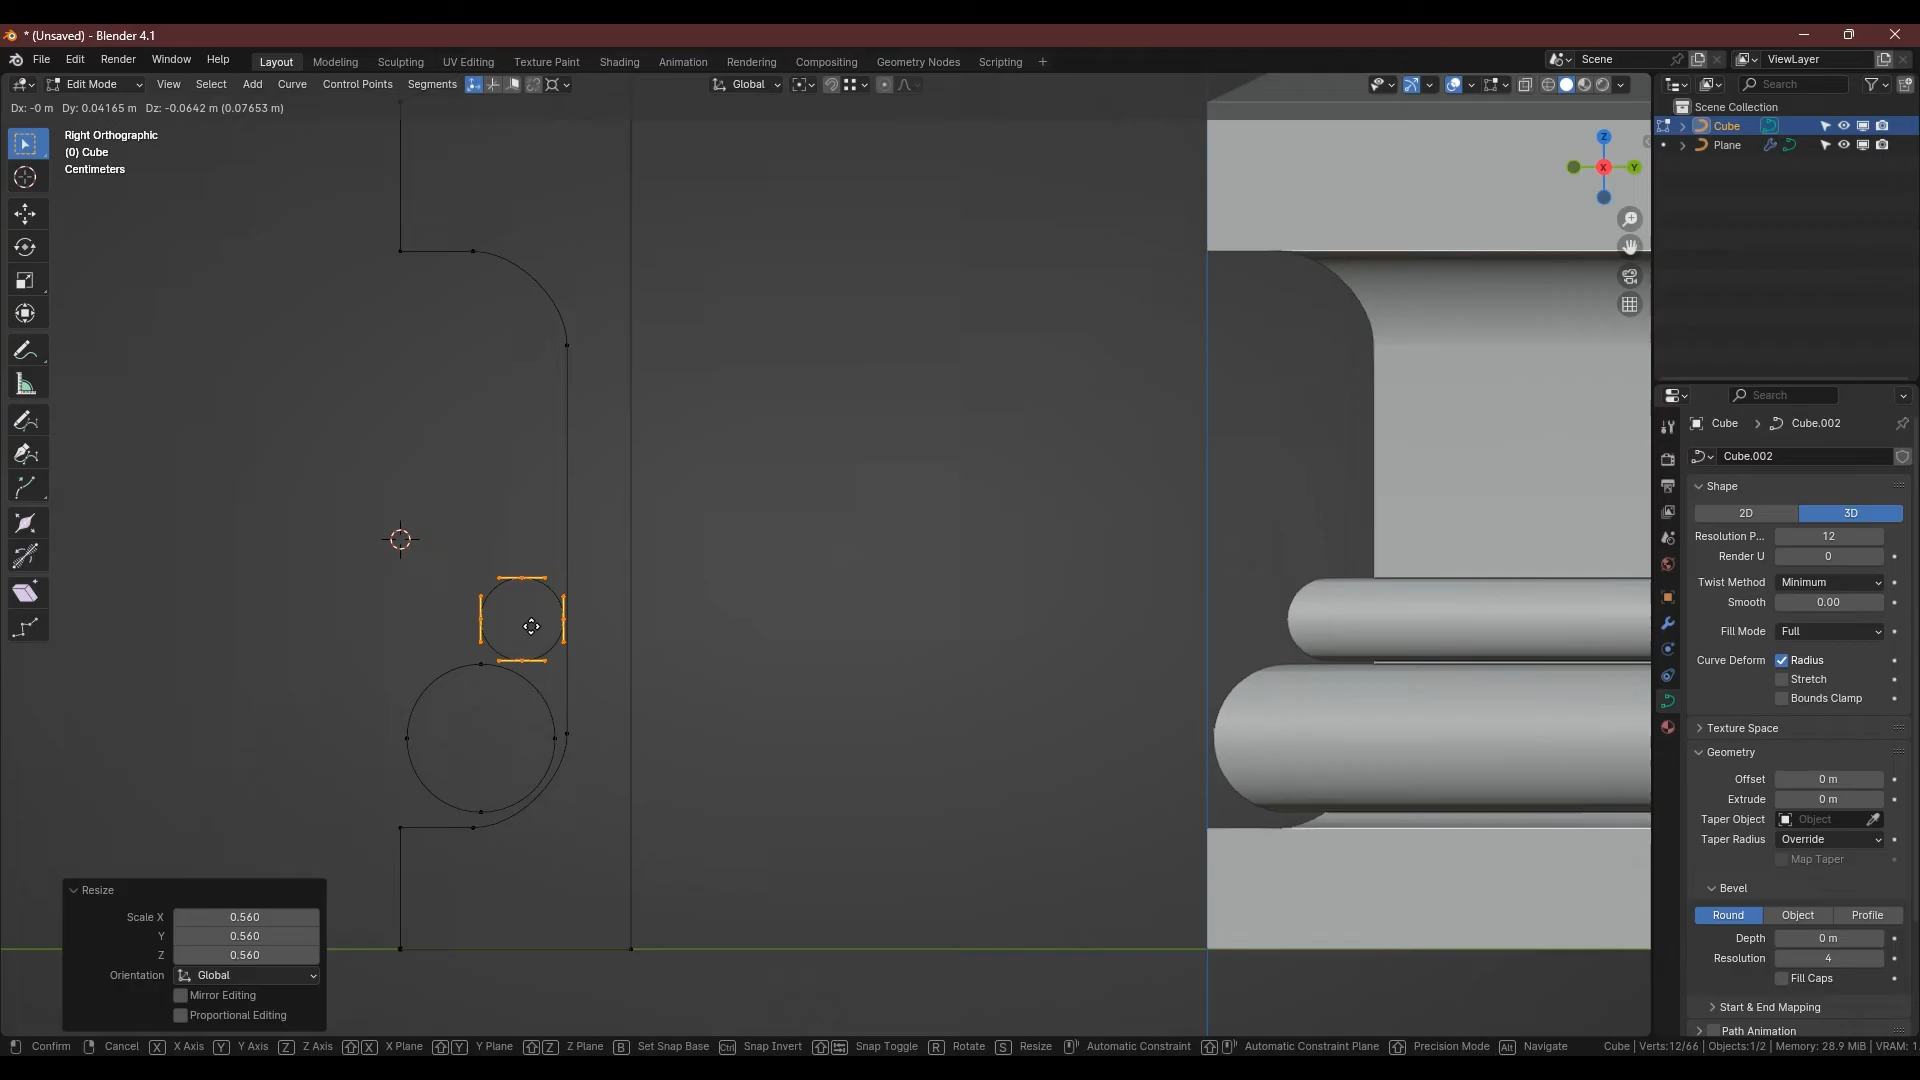 * (Unsaved) - Blender 4.1
File Edit Render Window Help Layout Modeling Sculpting UV Editing Texture Paint Shading Animation Rendering Compositing Geometry Nodes Scripting + Scene ViewLayer
Edit Mode View Select Add Curve Control Points Segments Global Search
Dx: -0 m Dy: 0.04165 m Dz: -0.0642 m (0.07653 m)
Scene Collection
Cube
Plane
Right Orthographic
(0) Cube
Centimeters
Z
X
Y
Search
Cube > Cube.002
Cube.002
Shape
2D 3D
Resolution P... 12
Render U 0
Twist Method Minimum
Smooth 0.00
Fill Mode Full
Curve Deform Radius
Stretch
Bounds Clamp
Texture Space
Geometry
Offset 0 m
Extrude 0 m
Taper Object Object
Taper Radius Override
Map Taper
Bevel
Round Object Profile
Depth 0 m
Resolution 4
Fill Caps
Start & End Mapping
Path Animation
Resize
Scale X 0.560
Y 0.560
Z 0.560
Orientation Global
Mirror Editing
Proportional Editing
Confirm Cancel X X Axis Y Y Axis Z Z Axis X X Plane Y Y Plane Z Z Plane B Set Snap Base Ctrl Snap Invert Snap Toggle R Rotate S Resize Automatic Constraint Automatic Constraint Plane Precision Mode Alt Navigate Cube | Verts:12/66 | Objects:1/2 | Memory: 28.9 MiB | VRAM: 1.